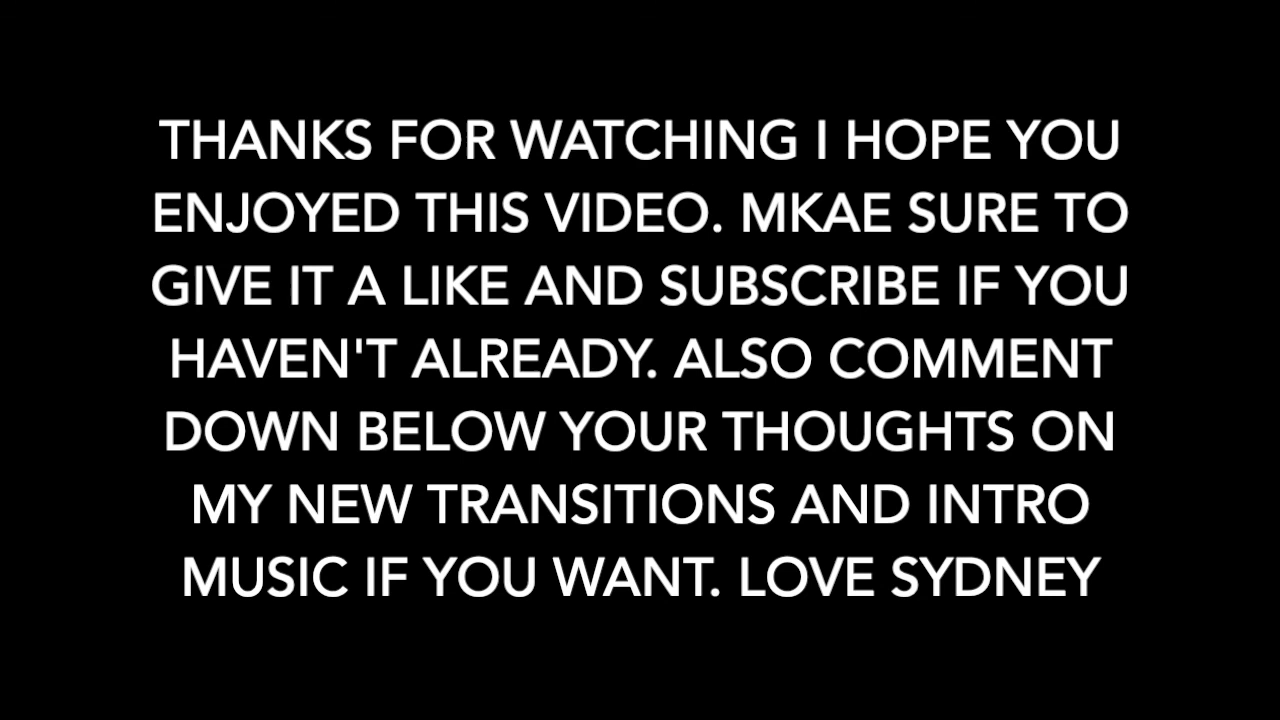 THANKS FOR WATCHING I HOPE YOU
ENJOYED THIS VIDEO. MKAE SURE TO
GIVE IT A LIKE AND SUBSCRIBE IF YOU
HAVEN'T ALREADY. ALSO COMMENT
DOWN BELOW YOUR THOUGHTS ON
MY NEW TRANSITIONS AND INTRO
MUSIC IF YOU WANT. LOVE SYDNEY